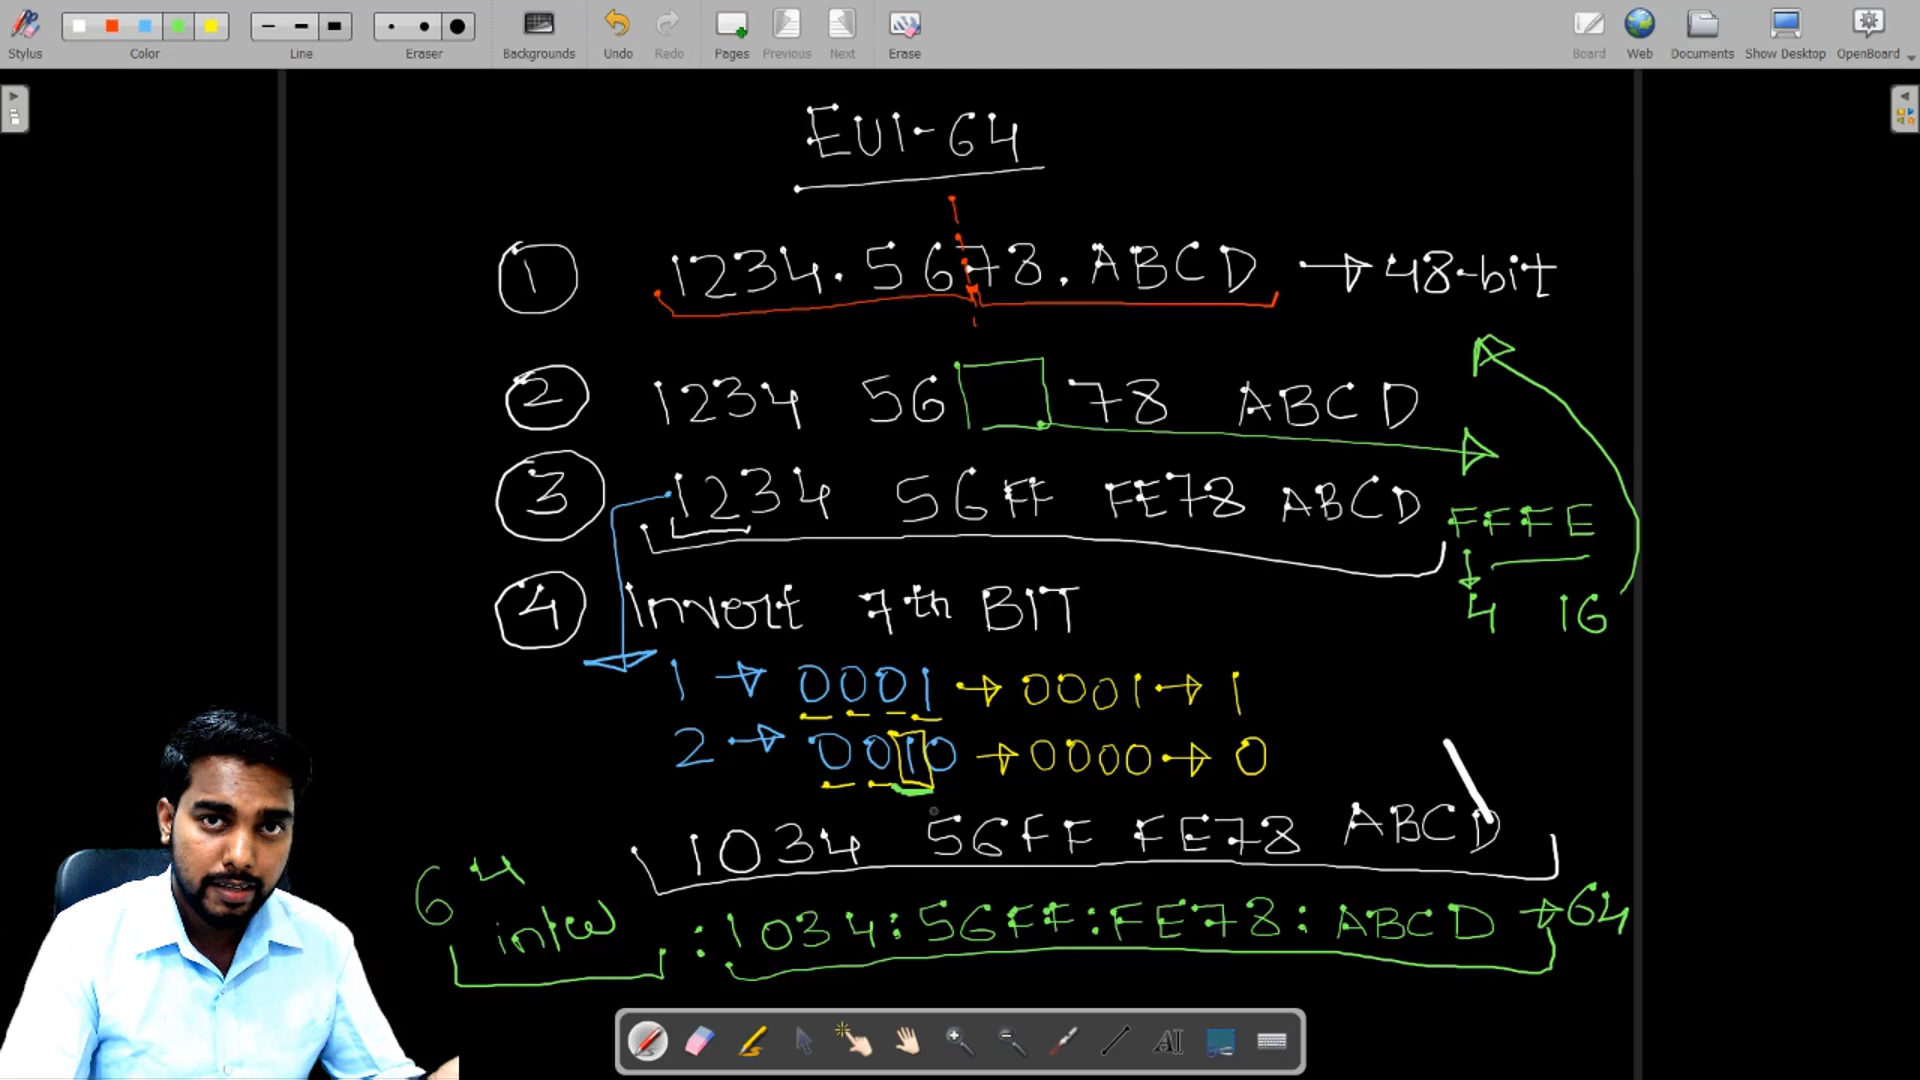 Stylus Color Line Eraser Backgrounds Undo Redo Pages Previous Next Erase Board Web Documents Show Desktop OpenBoard
EUI-64
1 1234.5678.ABCD → 48-bit
2 1234 56 78 ABCD
3 1234 56FF FE78 ABCD FFFE
4 16
4 Invert 7th BIT
1 → 0001 → 0001 → 1
2 → 0010 → 0000 → 0
1034 56FF FE78 ABCD
64
:1034:56FF:FE78:ABCD → 64